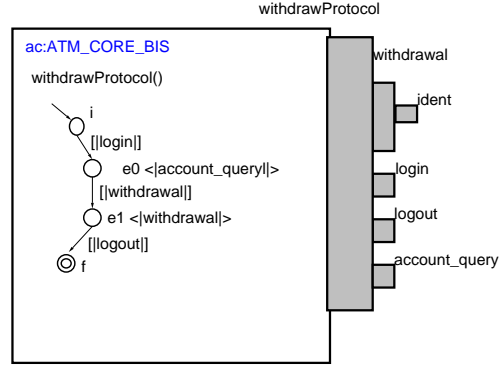 withdrawProtocol
ac:ATM_CORE_BIS
withdrawal
withdrawProtocol()
i
ident
[|login|]
e0 <|account_query|>
login
[|withdrawal|]
e1 <|withdrawal|>
logout
[|logout|]
f
account_query